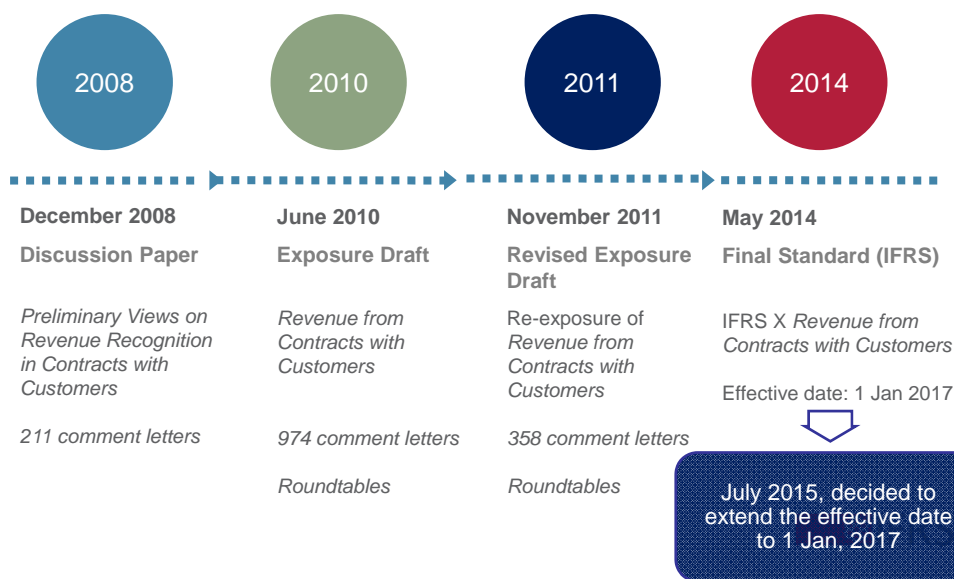 2008
2010
2011
2014
December 2008
Discussion Paper
Preliminary Views on
Revenue Recognition
in Contracts with
Customers
211 comment letters
June 2010
Exposure Draft
Revenue from
Contracts with
Customers
974 comment letters
Roundtables
November 2011
Revised Exposure
Draft
Re-exposure of
Revenue from
Contracts with
Customers
358 comment letters
Roundtables
May 2014
Final Standard (IFRS)
IFRS X Revenue from
Contracts with Customers
Effective date: 1 Jan 2017
July 2015, decided to
extend the effective date
to 1 Jan, 2017